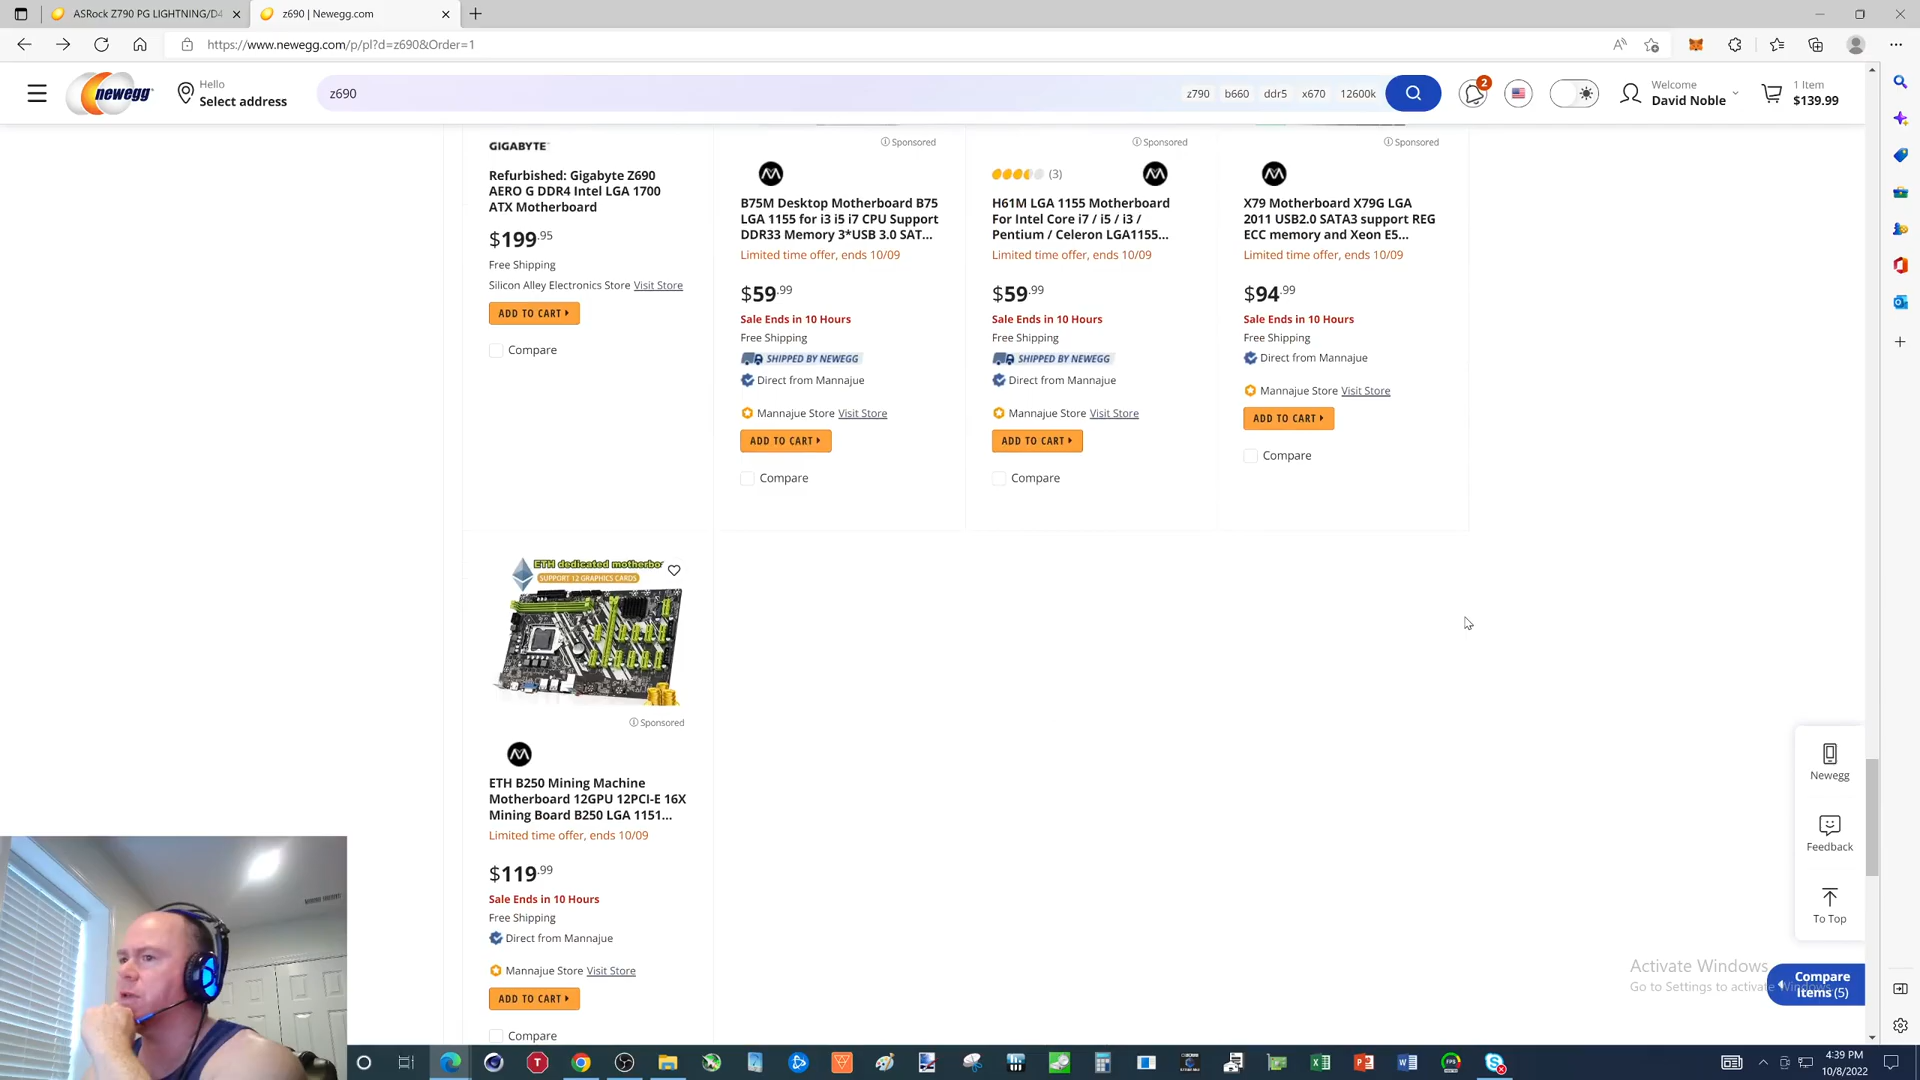 ASRock Z790 PG LIGHTNING/D4
z690 | Newegg.com
https://www.newegg.com/p/pl?d=z690&Order=1
newegg
Hello
Select address
z690
z790 b660 ddr5 x670 12600k
2
Welcome
David Noble
1 Item
$139.99
GIGABYTE
Refurbished: Gigabyte Z690
AERO G DDR4 Intel LGA 1700
ATX Motherboard
$199.95
Free Shipping
Silicon Alley Electronics Store Visit Store
ADD TO CART
Compare
Sponsored
B75M Desktop Motherboard B75
LGA 1155 for i3 i5 i7 CPU Support
DDR33 Memory 3*USB 3.0 SAT...
Limited time offer, ends 10/09
$59.99
Sale Ends in 10 Hours
Free Shipping
SHIPPED BY NEWEGG
Direct from Mannajue
Mannajue Store Visit Store
ADD TO CART
Compare
Sponsored
(3)
H61M LGA 1155 Motherboard
For Intel Core i7 / i5 / i3 /
Pentium / Celeron LGA1155...
Limited time offer, ends 10/09
$59.99
Sale Ends in 10 Hours
Free Shipping
SHIPPED BY NEWEGG
Direct from Mannajue
Mannajue Store Visit Store
ADD TO CART
Compare
Sponsored
X79 Motherboard X79G LGA
2011 USB2.0 SATA3 support REG
ECC memory and Xeon E5...
Limited time offer, ends 10/09
$94.99
Sale Ends in 10 Hours
Free Shipping
Direct from Mannajue
Mannajue Store Visit Store
ADD TO CART
Compare
ETH dedicated motherbo
SUPPORT 12 GRAPHICS CARDS
Sponsored
ETH B250 Mining Machine
Motherboard 12GPU 12PCI-E 16X
Mining Board B250 LGA 1151...
Limited time offer, ends 10/09
$119.99
Sale Ends in 10 Hours
Free Shipping
Direct from Mannajue
Mannajue Store Visit Store
ADD TO CART
Compare
Newegg
Feedback
To Top
Activate Windows
Go to Settings to activate Windows.
Compare
Items (5)
4:39 PM
10/8/2022